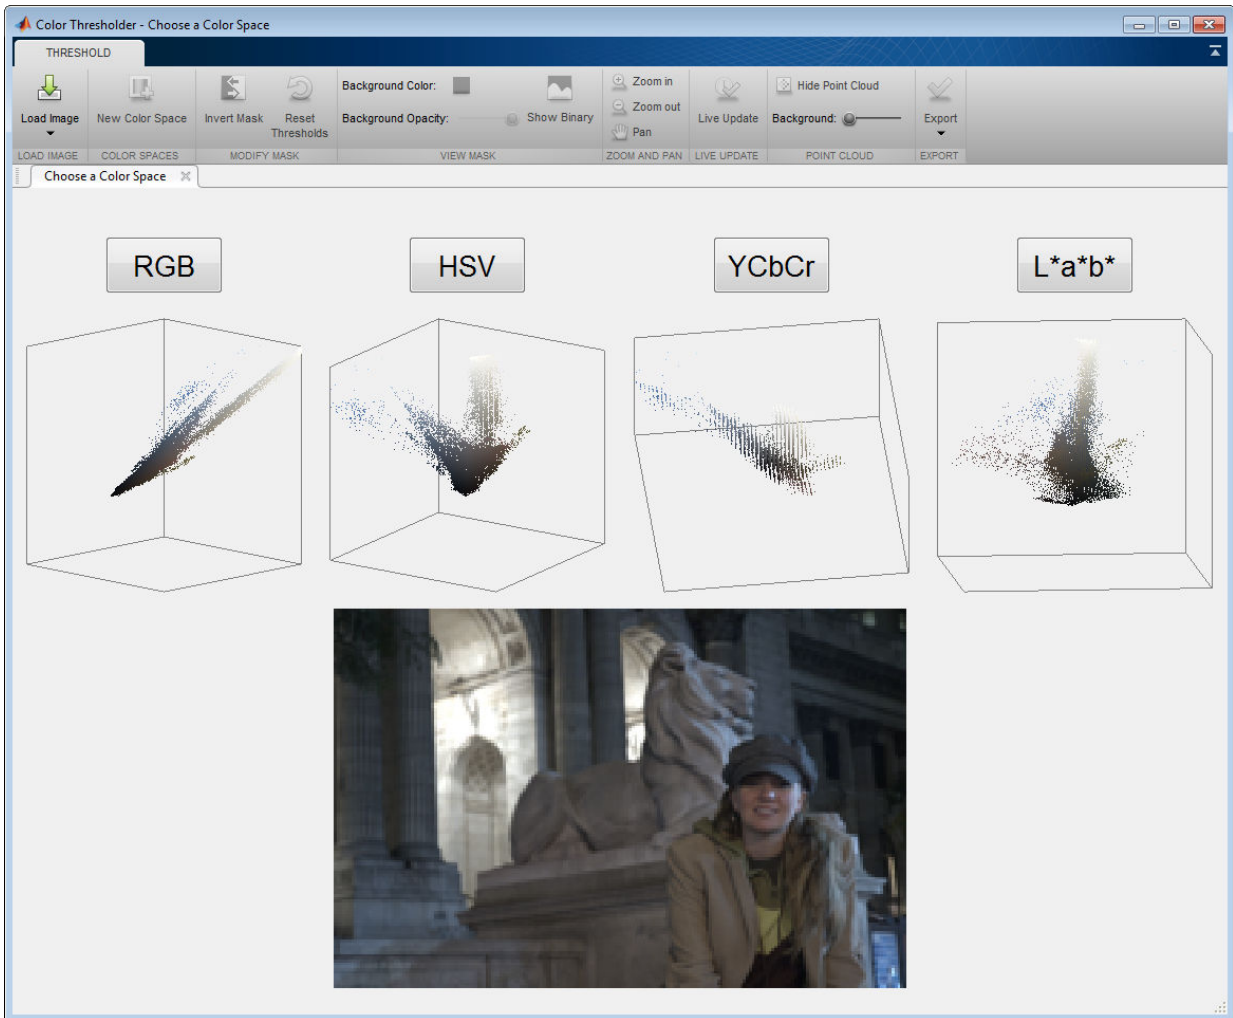 Color Thresholder - Choose a Color Space
THRESHOLD
Load Image
New Color Space
Invert Mask
Reset
Thresholds
Background Color:
Background Opacity:
Show Binary
Zoom in
Zoom out
Pan
Live Update
Hide Point Cloud
Background:
Export
LOAD IMAGE
COLOR SPACES
MODIFY MASK
VIEW MASK
ZOOM AND PAN
LIVE UPDATE
POINT CLOUD
EXPORT
Choose a Color Space
RGB
HSV
YCbCr
L*a*b*